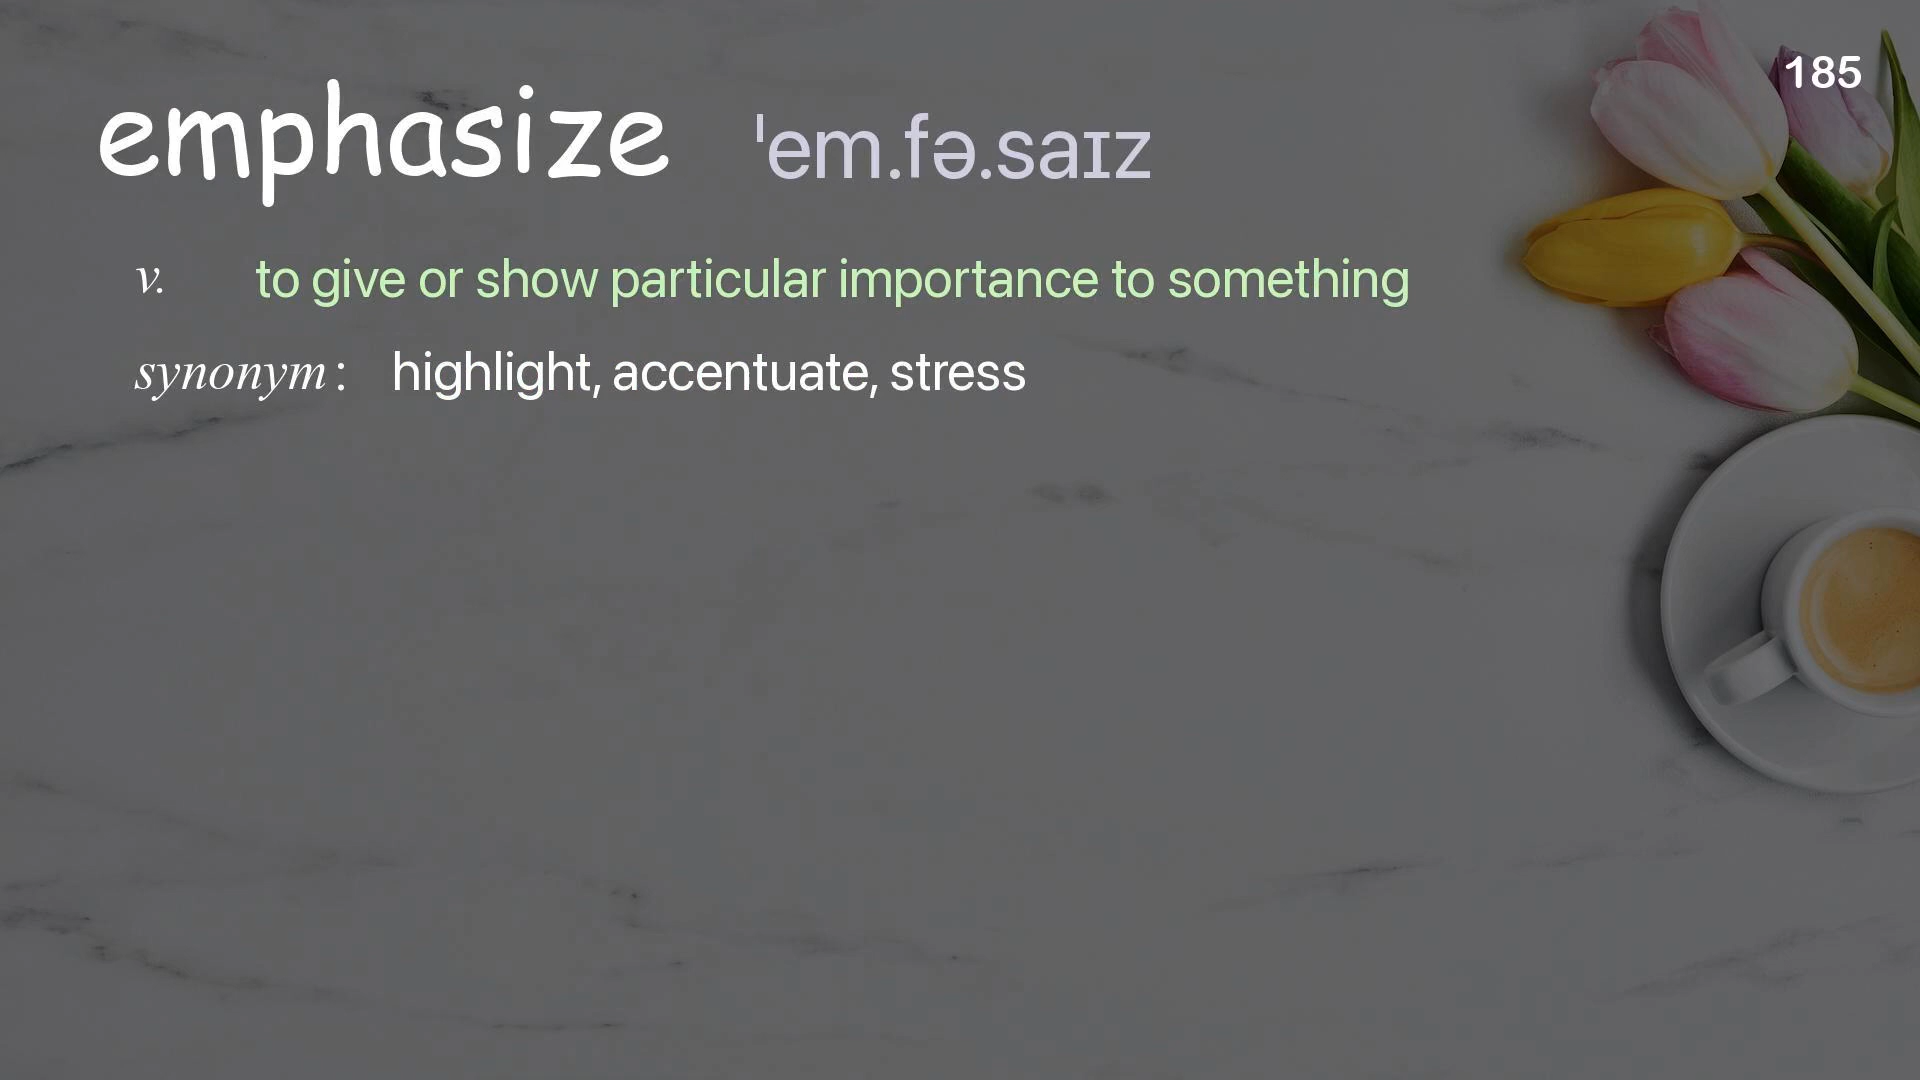 185
emphasize ˈem.fə.saɪz
v. to give or show particular importance to something
synonym : highlight, accentuate, stress